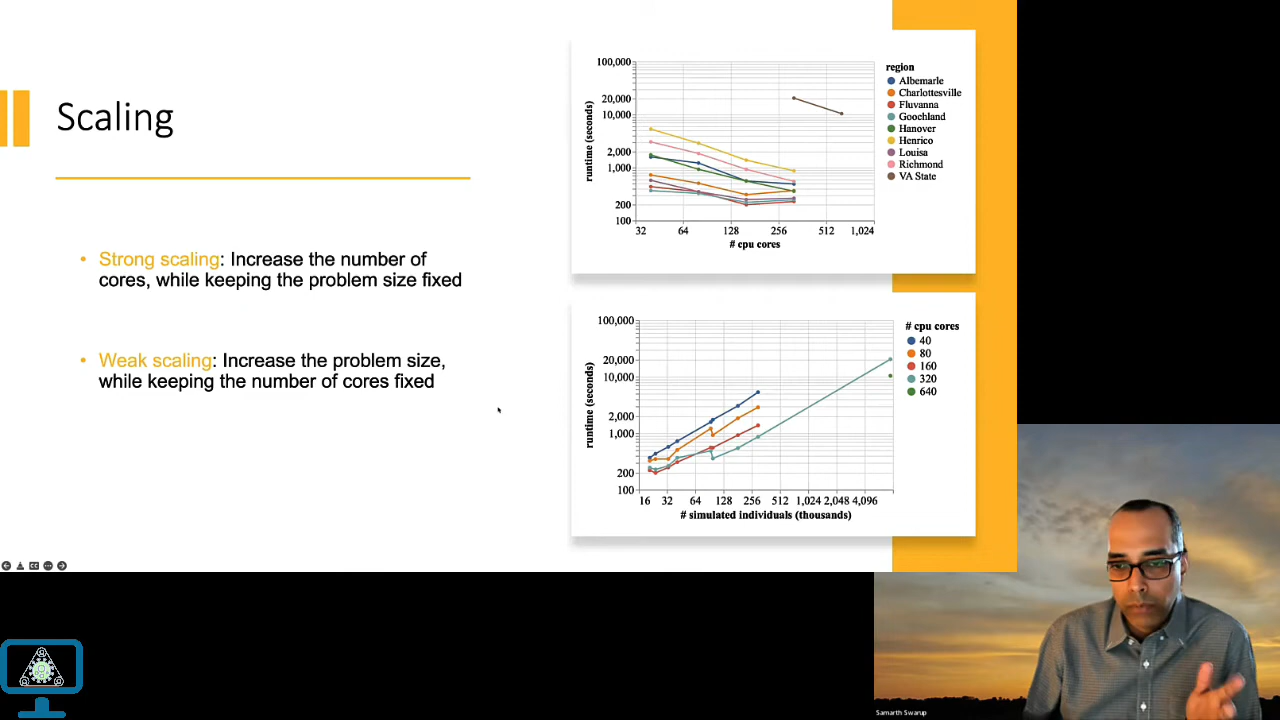 Scaling
• Strong scaling: Increase the number of
cores, while keeping the problem size fixed
• Weak scaling: Increase the problem size,
while keeping the number of cores fixed
100,000
20,000
10,000
2,000
1,000
200
100
runtime (seconds)
32 64 128 256 512 1,024
# cpu cores
region
Albemarle
Charlottesville
Fluvanna
Goochland
Hanover
Henrico
Louisa
Richmond
VA State
100,000
20,000
10,000
2,000
1,000
200
100
runtime (seconds)
16 32 64 128 256 512 1,024 2,048 4,096
# simulated individuals (thousands)
# cpu cores
40
80
160
320
640
Samarth Swarup